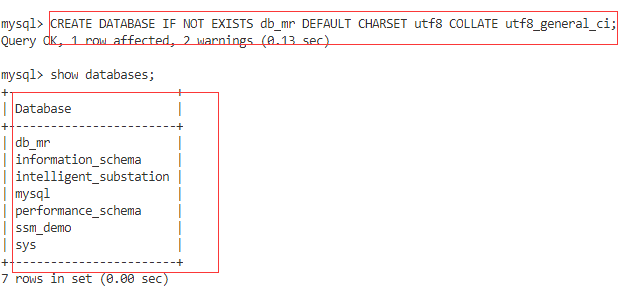 mysql> CREATE DATABASE IF NOT EXISTS db_mr DEFAULT CHARSET utf8 COLLATE utf8_general_ci;
Query OK, 1 row affected, 2 warnings (0.13 sec)
mysql> show databases;
+--------------------+
| Database           |
+--------------------+
| db_mr              |
| information_schema |
| intelligent_substation |
| mysql              |
| performance_schema |
| ssm_demo           |
| sys                |
+--------------------+
7 rows in set (0.00 sec)